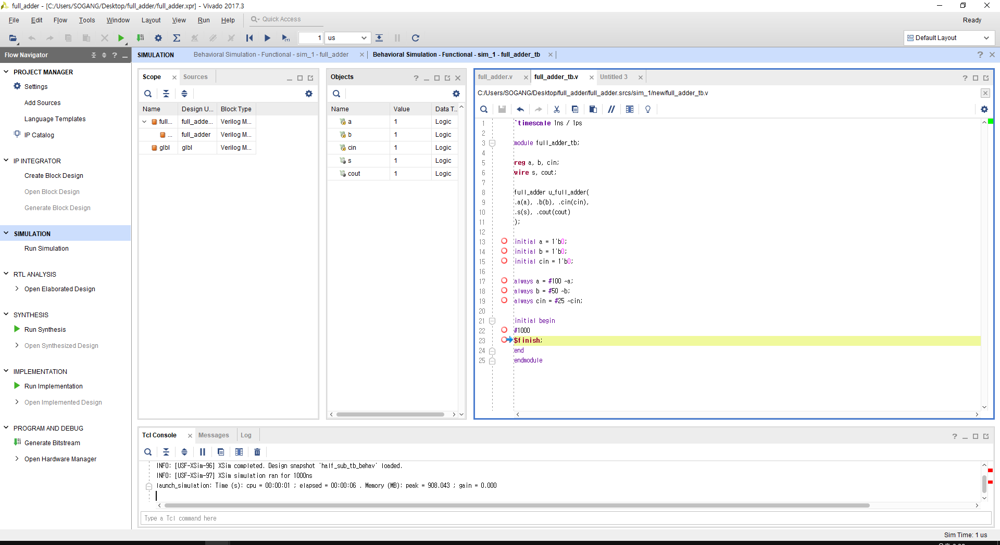 full_adder - [C:/Users/SOGANG/Desktop/full_adder/full_adder.xpr] - Vivado 2017.3
File Edit Flow Tools Window Layout View Run Help Quick Access Ready
1 us Default Layout
Flow Navigator
PROJECT MANAGER
Settings
Add Sources
Language Templates
IP Catalog
IP INTEGRATOR
Create Block Design
Open Block Design
Generate Block Design
SIMULATION
Run Simulation
RTL ANALYSIS
Open Elaborated Design
SYNTHESIS
Run Synthesis
Open Synthesized Design
IMPLEMENTATION
Run Implementation
Open Implemented Design
PROGRAM AND DEBUG
Generate Bitstream
Open Hardware Manager
SIMULATION Behavioral Simulation - Functional - sim_1 - full_adder Behavioral Simulation - Functional - sim_1 - full_adder_tb
Scope Sources
Name Design U... Block Type
full... full_adde... Verilog M...
... full_adder Verilog M...
glbl glbl Verilog M...
Objects
Name Value Data T...
a 1 Logic
b 1 Logic
cin 1 Logic
s 1 Logic
cout 1 Logic
full_adder.v full_adder_tb.v Untitled 3
C:/Users/SOGANG/Desktop/full_adder/full_adder.srcs/sim_1/new/full_adder_tb.v
1 `timescale 1ns / 1ps
2
3 module full_adder_tb;
4
5 reg a, b, cin;
6 wire s, cout;
7
8 full_adder u_full_adder(
9 .a(a), .b(b), .cin(cin),
10 .s(s), .cout(cout)
11 );
12
13 initial a = 1'b0;
14 initial b = 1'b0;
15 initial cin = 1'b0;
16
17 always a = #100 ~a;
18 always b = #50 ~b;
19 always cin = #25 ~cin;
20
21 initial begin
22 #1000
23 $finish;
24 end
25 endmodule
Tcl Console Messages Log
INFO: [USF-XSim-96] XSim completed. Design snapshot 'half_sub_tb_behav' loaded.
INFO: [USF-XSim-97] XSim simulation ran for 1000ns
launch_simulation: Time (s): cpu = 00:00:01 ; elapsed = 00:00:06 . Memory (MB): peak = 908.043 ; gain = 0.000
Type a Tcl command here
Sim Time: 1 us